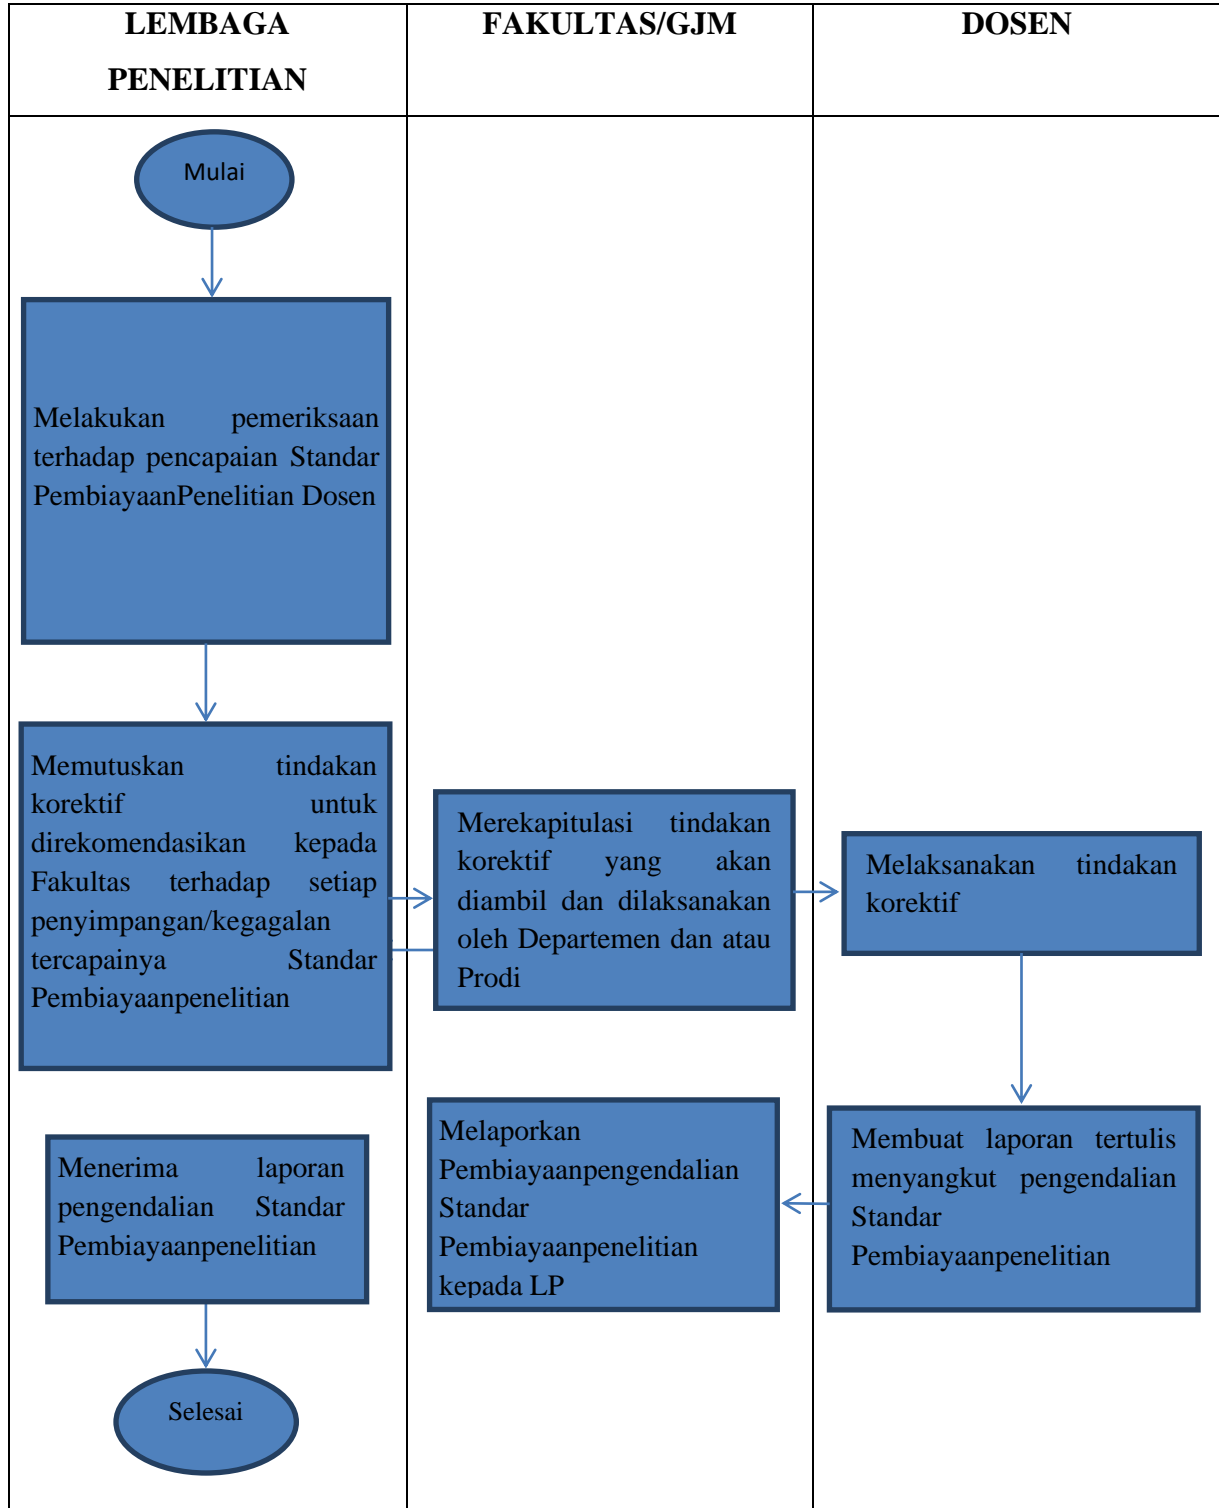 LEMBAGA
PENELITIAN
FAKULTAS/GJM
DOSEN
Mulai
Melakukan pemeriksaan
terhadap pencapaian Standar
PembiayaanPenelitian Dosen
Memutuskan tindakan
korektif untuk
direkomendasikan kepada
Fakultas terhadap setiap
penyimpangan/kegagalan
tercapainya Standar
Pembiayaanpenelitian
Merekapitulasi tindakan
korektif yang akan
diambil dan dilaksanakan
oleh Departemen dan atau
Prodi
Melaksanakan tindakan
korektif
Membuat laporan tertulis
menyangkut pengendalian
Standar
Pembiayaanpenelitian
Melaporkan
Pembiayaanpengendalian
Standar
Pembiayaanpenelitian
kepada LP
Menerima laporan
pengendalian Standar
Pembiayaanpenelitian
Selesai